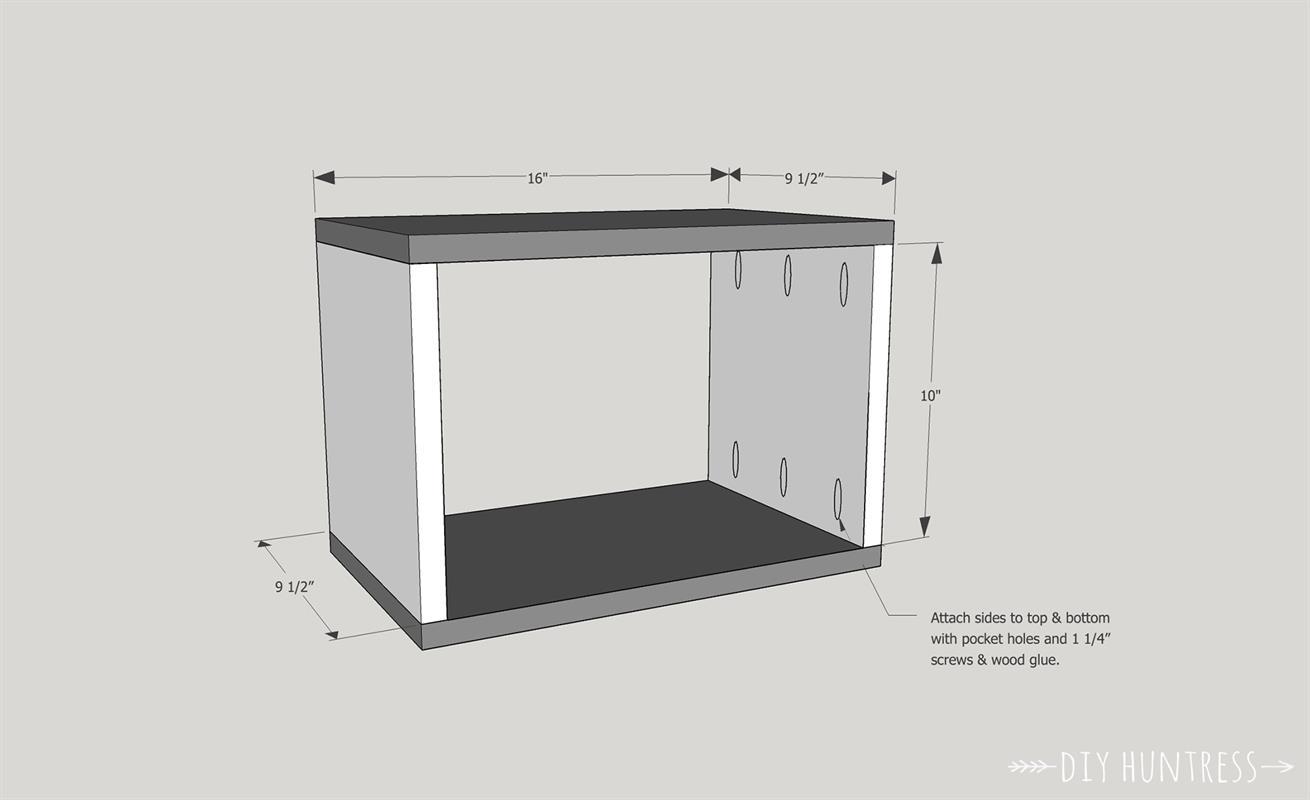 16"
9 1/2”
10"
9 1/2”
Attach sides to top & bottom
with pocket holes and 1 1/4”
screws & wood glue.
DIY HUNTRESS